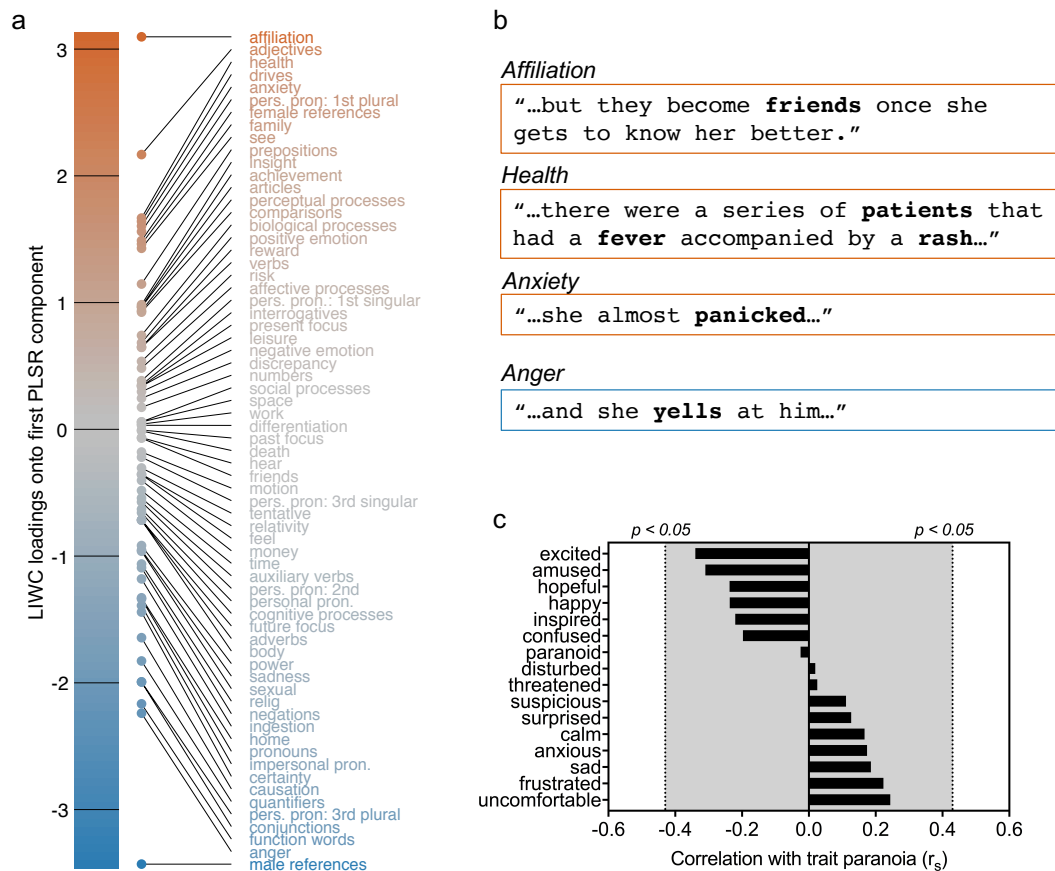 a
LIWC loadings onto first PLSR component
3
2
1
0
-1
-2
-3
affiliation
adjectives
health
drives
anxiety
pers. pron: 1st plural
female references
family
see
prepositions
Insight
achievement
articles
perceptual processes
comparisons
biological processes
positive emotion
reward
verbs
risk
affective processes
pers. pron.: 1st singular
interrogatives
present focus
leisure
negative emotion
discrepancy
numbers
social processes
space
work
differentiation
past focus
death
hear
friends
motion
pers. pron: 3rd singular
tentative
relativity
feel
money
time
auxiliary verbs
pers. pron: 2nd
personal pron.
cognitive processes
future focus
adverbs
body
power
sadness
sexual
relig
negations
ingestion
home
pronouns
impersonal pron.
certainty
causation
quantifiers
pers. pron: 3rd plural
conjunctions
function words
anger
male references
b
Affiliation
“…but they become friends once she
gets to know her better.”
Health
“…there were a series of patients that
had a fever accompanied by a rash…”
Anxiety
“…she almost panicked…”
Anger
“…and she yells at him…”
c
p < 0.05 p < 0.05
excited
amused
hopeful
happy
inspired
confused
paranoid
disturbed
threatened
suspicious
surprised
calm
anxious
sad
frustrated
uncomfortable
-0.6 -0.4 -0.2 0.0 0.2 0.4 0.6
Correlation with trait paranoia (rs)